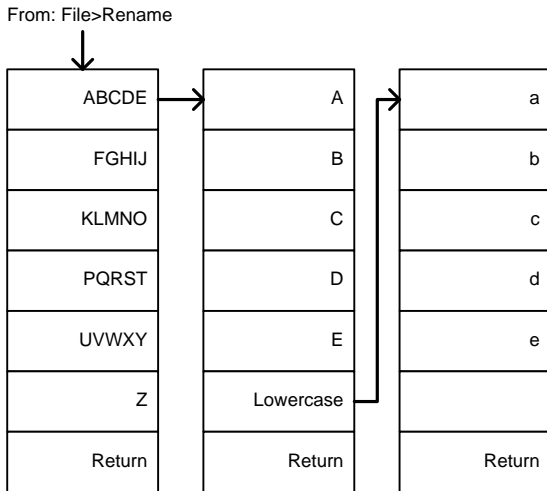 From: File>Rename
ABCDE
FGHIJ
KLMNO
PQRST
UVWXY
Z
Return
A
B
C
D
E
Lowercase
Return
a
b
c
d
e
Return